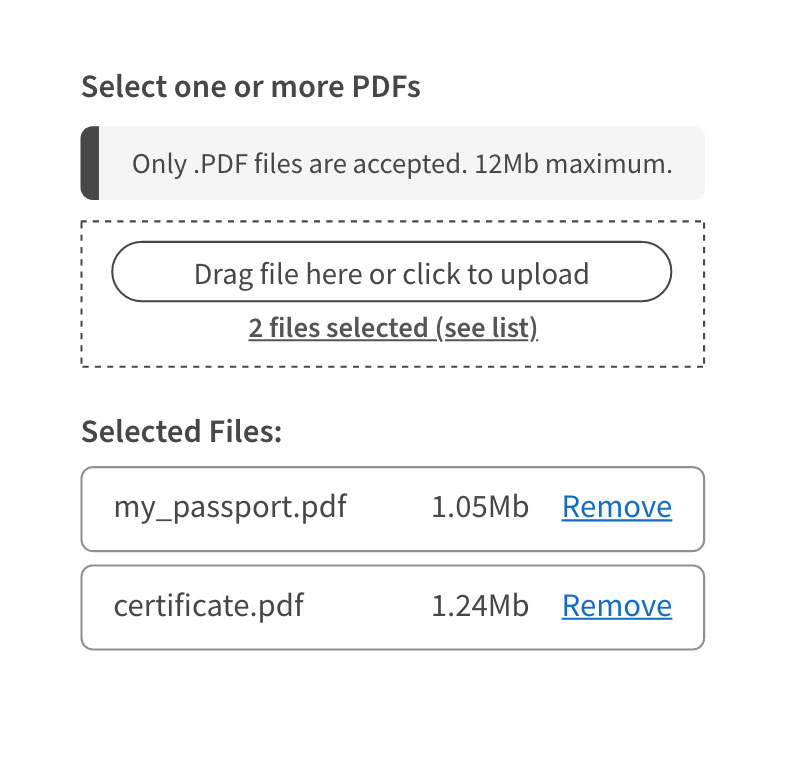 Select one or more PDFs
Only .PDF files are accepted. 12Mb maximum.
Drag file here or click to upload
2 files selected (see list)
Selected Files:
my_passport.pdf 1.05Mb Remove
certificate.pdf 1.24Mb Remove